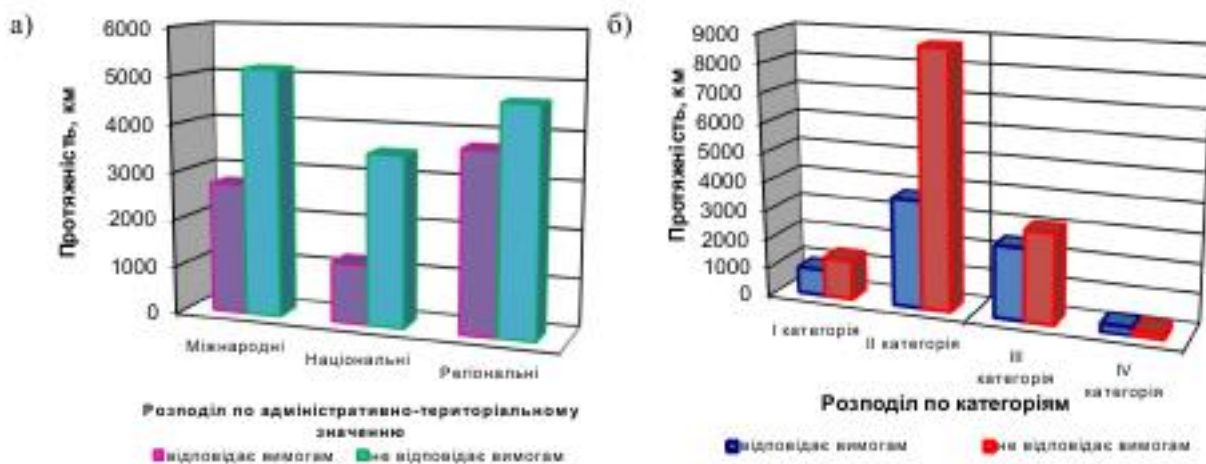 а)
6000
5000
4000
3000
2000
1000
0
Протяжність, км
Міжнародні
Національні
Регіональні
Розподіл по адміністративно-територіальному
значенню
відповідає вимогам не відповідає вимогам
б)
9000
8000
7000
6000
5000
4000
3000
2000
1000
0
Протяжність, км
I категорія
II категорія
III
категорія
IV
категорія
Розподіл по категоріям
відповідає вимогам не відповідає вимогам